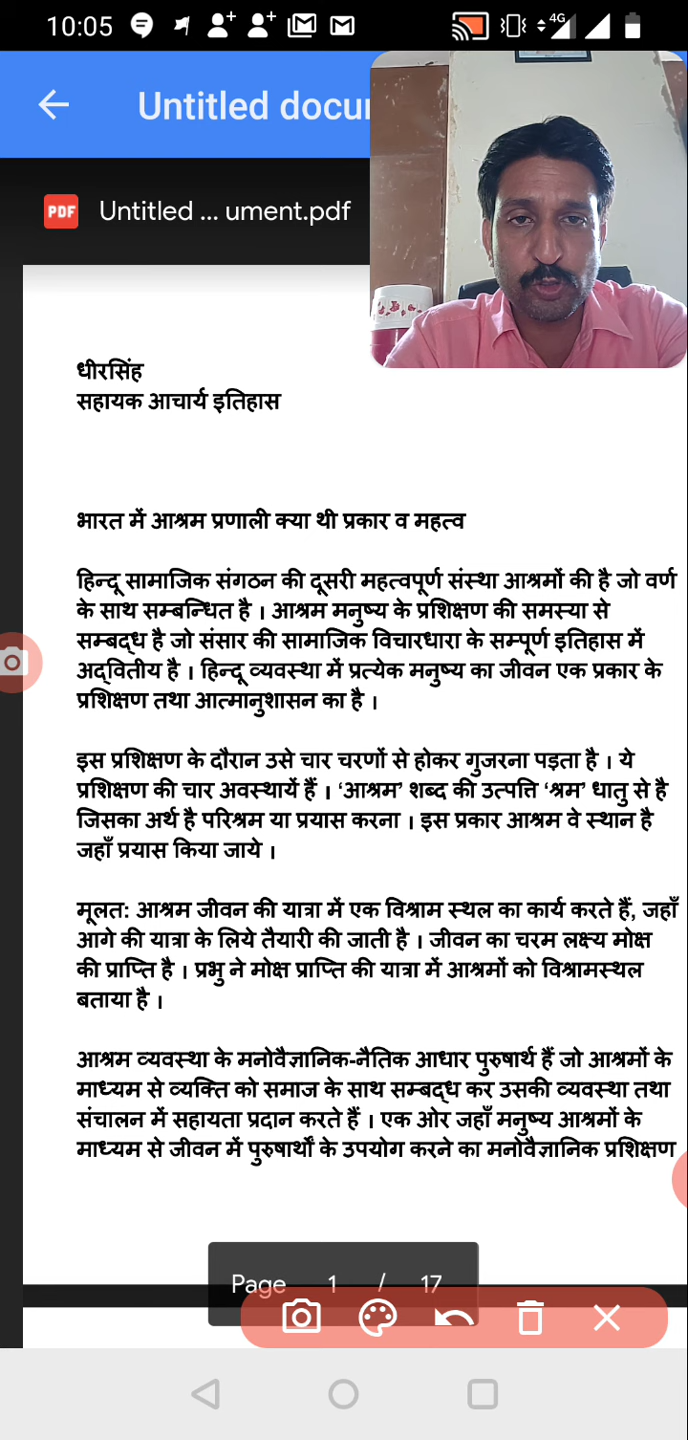 10:05
4G
Untitled docu
PDF Untitled ... ument.pdf
धीरसिंह
सहायक आचार्य इतिहास
भारत में आश्रम प्रणाली क्या थी प्रकार व महत्व
हिन्दू सामाजिक संगठन की दूसरी महत्वपूर्ण संस्था आश्रमों की है जो वर्ण
के साथ सम्बन्धित है । आश्रम मनुष्य के प्रशिक्षण की समस्या से
सम्बद्ध है जो संसार की सामाजिक विचारधारा के सम्पूर्ण इतिहास में
अद्वितीय है । हिन्दू व्यवस्था में प्रत्येक मनुष्य का जीवन एक प्रकार के
प्रशिक्षण तथा आत्मानुशासन का है ।
इस प्रशिक्षण के दौरान उसे चार चरणों से होकर गुजरना पड़ता है । ये
प्रशिक्षण की चार अवस्थायें हैं । ‘आश्रम’ शब्द की उत्पत्ति ‘श्रम’ धातु से है
जिसका अर्थ है परिश्रम या प्रयास करना । इस प्रकार आश्रम वे स्थान है
जहाँ प्रयास किया जाये ।
मूलत: आश्रम जीवन की यात्रा में एक विश्राम स्थल का कार्य करते हैं, जहाँ
आगे की यात्रा के लिये तैयारी की जाती है । जीवन का चरम लक्ष्य मोक्ष
की प्राप्ति है । प्रभु ने मोक्ष प्राप्ति की यात्रा में आश्रमों को विश्रामस्थल
बताया है ।
आश्रम व्यवस्था के मनोवैज्ञानिक-नैतिक आधार पुरुषार्थ हैं जो आश्रमों के
माध्यम से व्यक्ति को समाज के साथ सम्बद्ध कर उसकी व्यवस्था तथा
संचालन में सहायता प्रदान करते हैं । एक ओर जहाँ मनुष्य आश्रमों के
माध्यम से जीवन में पुरुषार्थों के उपयोग करने का मनोवैज्ञानिक प्रशिक्षण
Page 1 / 17